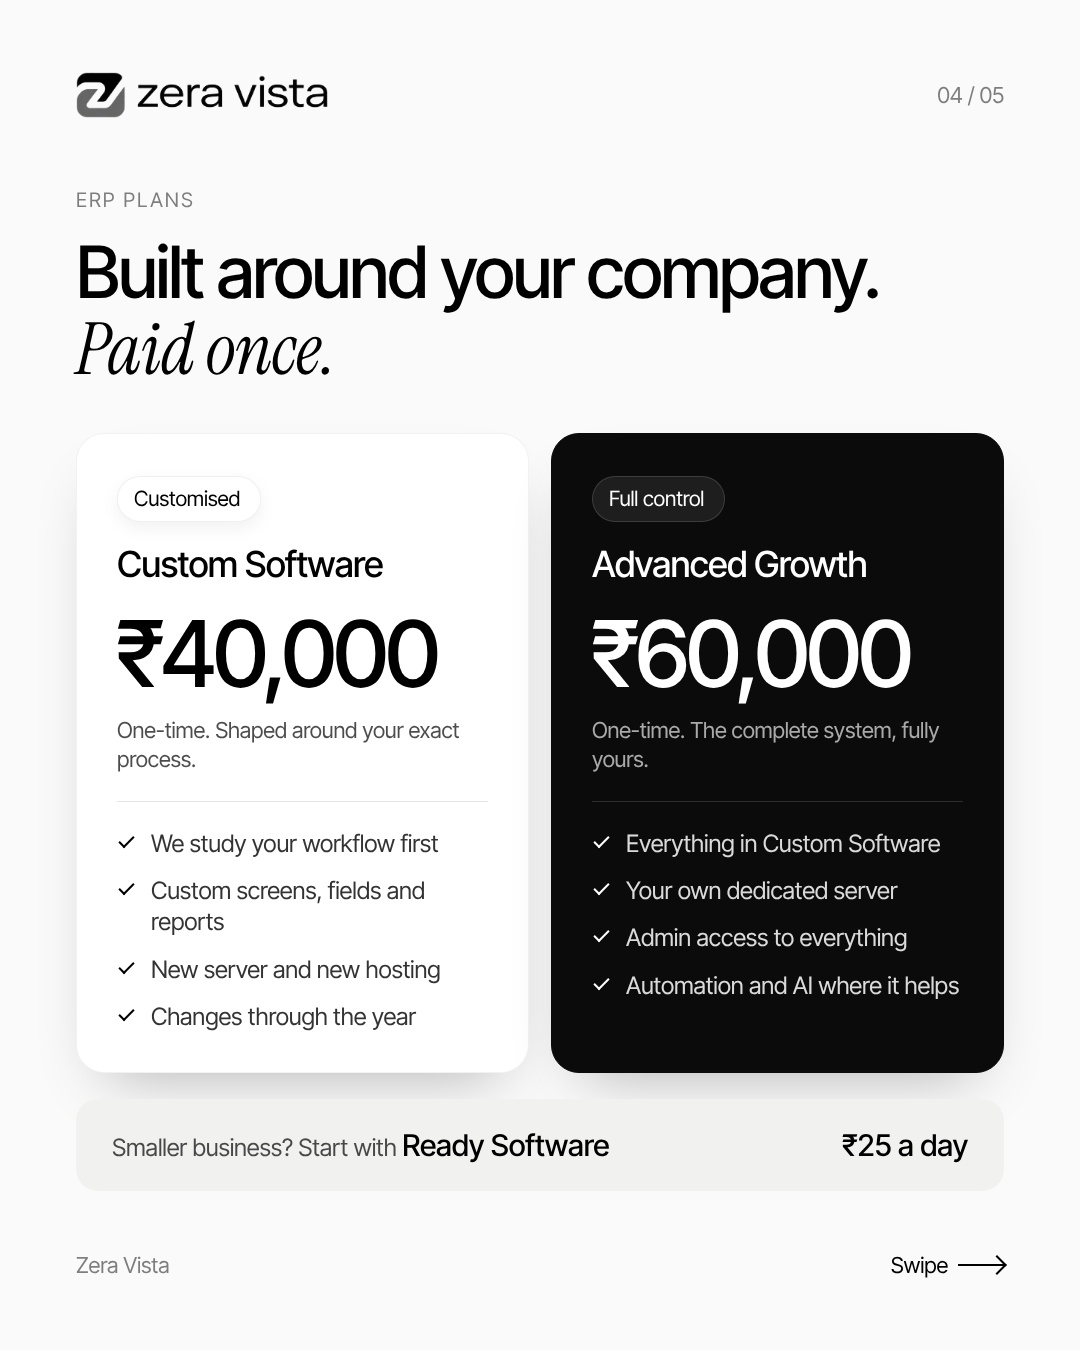 zera vista
04 / 05
ERP PLANS
Built around your company.
Paid once.
Customised
Custom Software
₹40,000
One-time. Shaped around your exact
process.
We study your workflow first
Custom screens, fields and
reports
New server and new hosting
Changes through the year
Full control
Advanced Growth
₹60,000
One-time. The complete system, fully
yours.
Everything in Custom Software
Your own dedicated server
Admin access to everything
Automation and AI where it helps
Smaller business? Start with Ready Software
₹25 a day
Zera Vista
Swipe